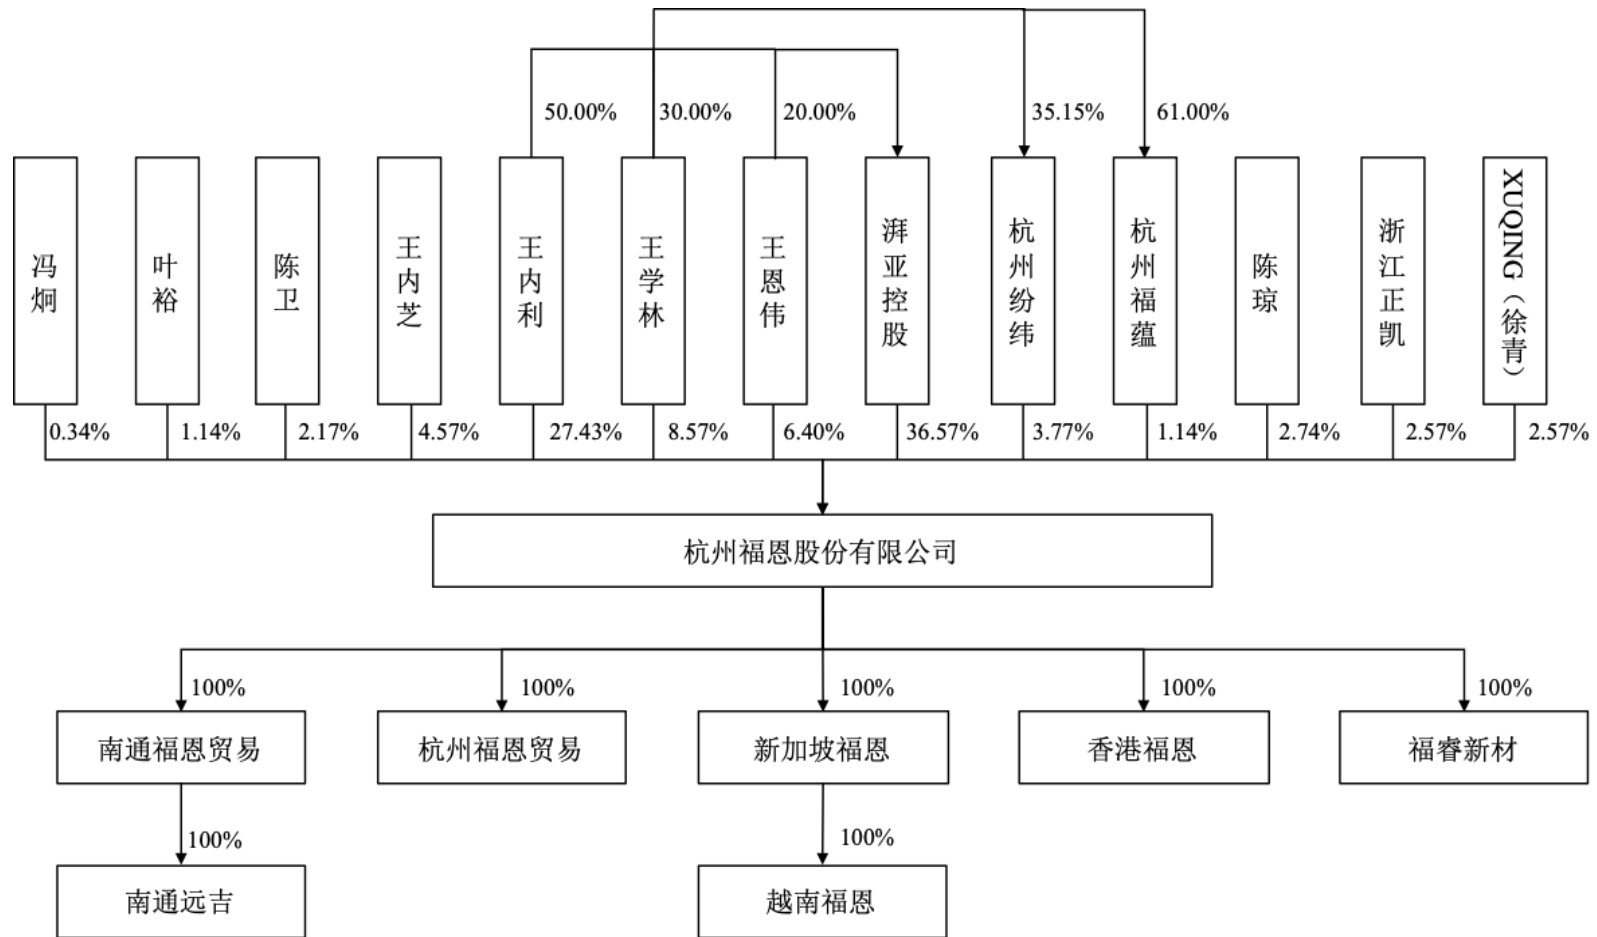 50.00%
30.00%
20.00%
35.15%
61.00%
冯炯
叶裕
陈卫
王内芝
王内利
王学林
王恩伟
湃亚控股
杭州纷纬
杭州福蕴
陈琼
浙江正凯
XUQING（徐青）
0.34%
1.14%
2.17%
4.57%
27.43%
8.57%
6.40%
36.57%
3.77%
1.14%
2.74%
2.57%
2.57%
杭州福恩股份有限公司
100%
100%
100%
100%
100%
南通福恩贸易
杭州福恩贸易
新加坡福恩
香港福恩
福睿新材
100%
100%
南通远吉
越南福恩